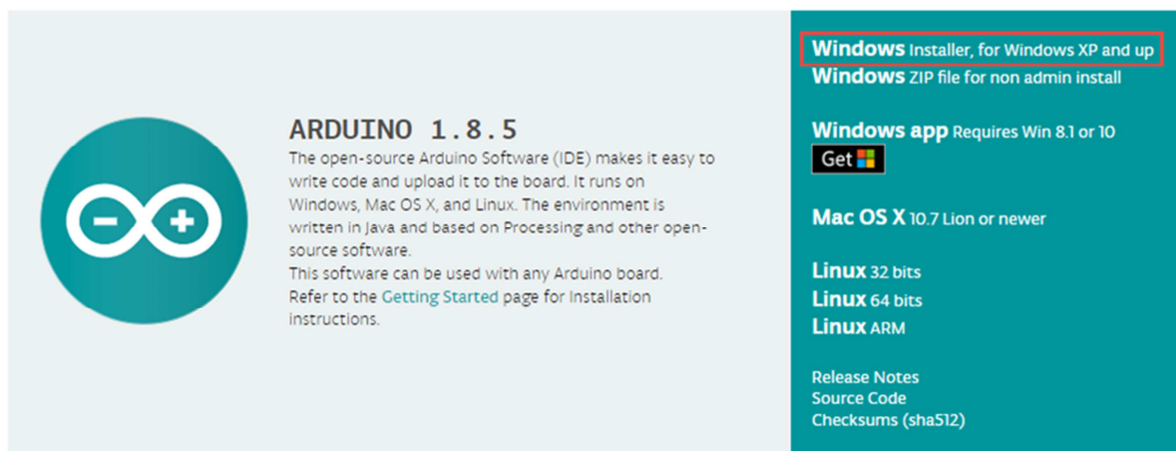 ARDUINO 1.8.5
The open-source Arduino Software (IDE) makes it easy to
write code and upload it to the board. It runs on
Windows, Mac OS X, and Linux. The environment is
written in Java and based on Processing and other open-
source software.
This software can be used with any Arduino board.
Refer to the Getting Started page for Installation
instructions.
Windows Installer, for Windows XP and up
Windows ZIP file for non admin install
Windows app Requires Win 8.1 or 10
Get
Mac OS X 10.7 Lion or newer
Linux 32 bits
Linux 64 bits
Linux ARM
Release Notes
Source Code
Checksums (sha512)